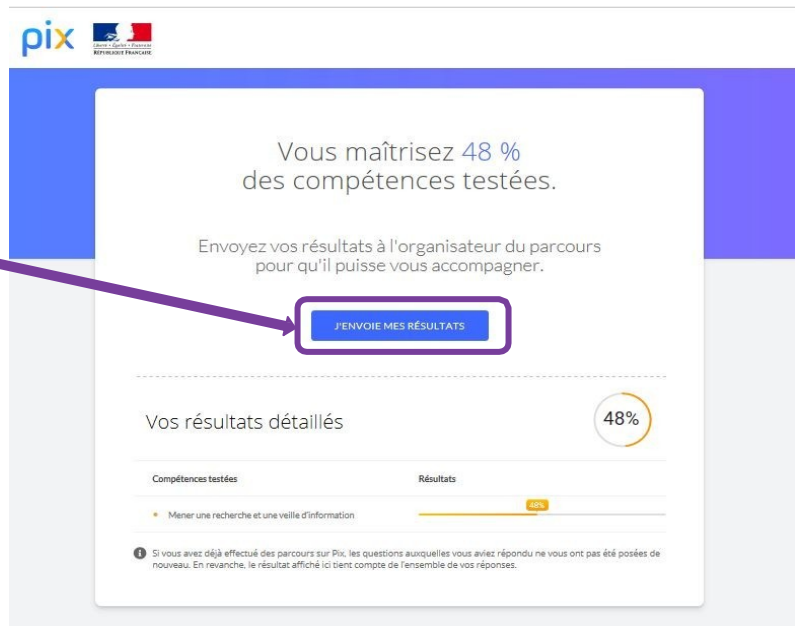 pix
Liberté • Égalité • Fraternité
RÉPUBLIQUE FRANÇAISE
Vous maîtrisez 48 %
des compétences testées.
Envoyez vos résultats à l'organisateur du parcours
pour qu'il puisse vous accompagner.
J'ENVOIE MES RÉSULTATS
Vos résultats détaillés
48%
Compétences testées Résultats
48%
• Mener une recherche et une veille d'information
Si vous avez déjà effectué des parcours sur Pix, les questions auxquelles vous aviez répondu ne vous ont pas été posées de
nouveau. En revanche, le résultat affiché ici tient compte de l'ensemble de vos réponses.